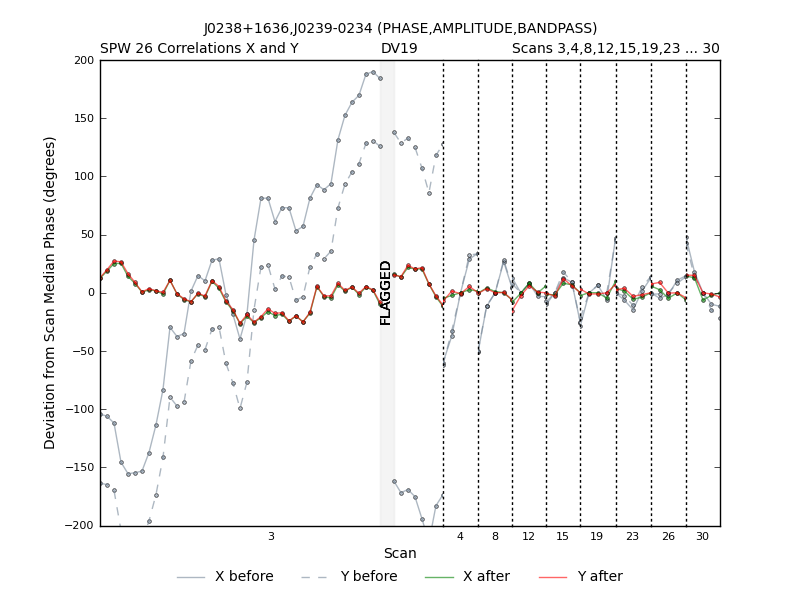 J0238+1636,J0239-0234 (PHASE,AMPLITUDE,BANDPASS)
SPW 26 Correlations X and Y DV19 Scans 3,4,8,12,15,19,23 ... 30
200
150
100
50
0
−50
−100
−150
−200
Deviation from Scan Median Phase (degrees)
FLAGGED
3 4 8 12 15 19 23 26 30
Scan
X before Y before X after Y after